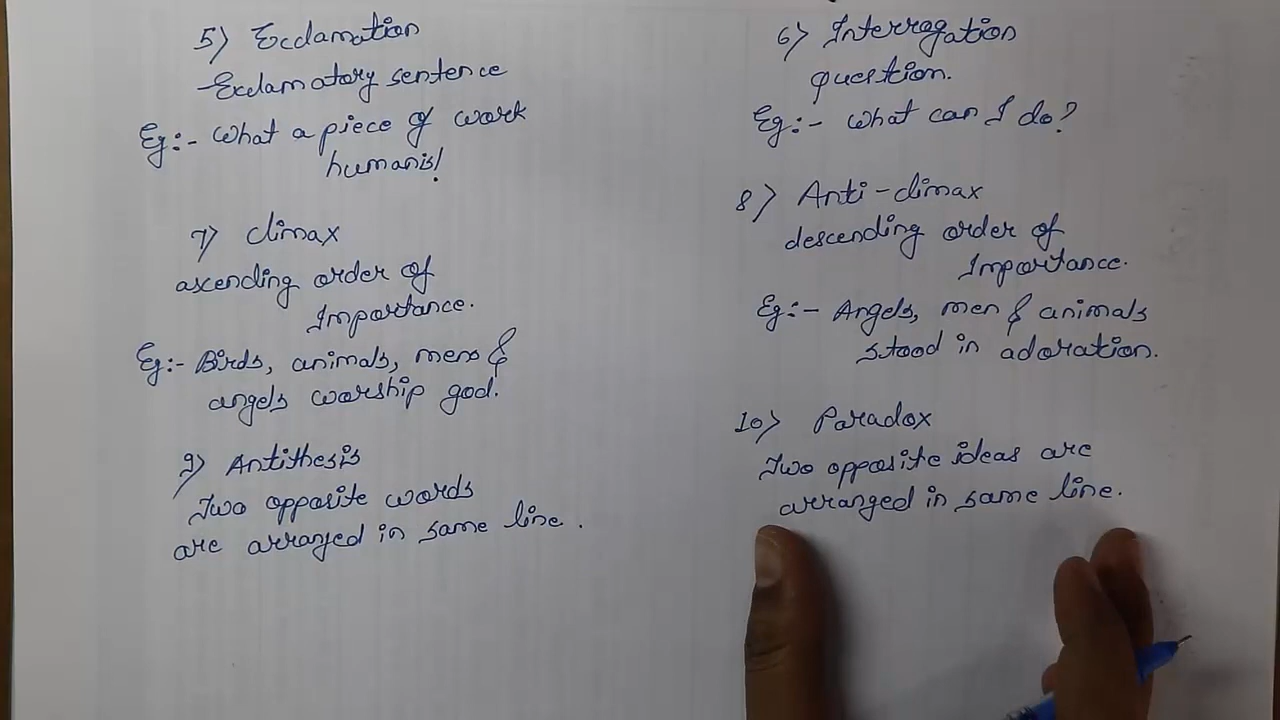 5) Exclamation
-Exclamatory sentence
Eg:- What a piece of work
human is!
6) Interrogation
question.
Eg:- What can I do?
7) climax
ascending order of
Importance.
Eg:- Birds, animals, mens &
angels worship god.
8) Anti-climax
descending order of
Importance.
Eg:- Angels, men & animals
stood in adoration.
9) Antithesis
Two opposite words
are arranged in same line.
10) Paradox
Two opposite ideas are
arranged in same line.